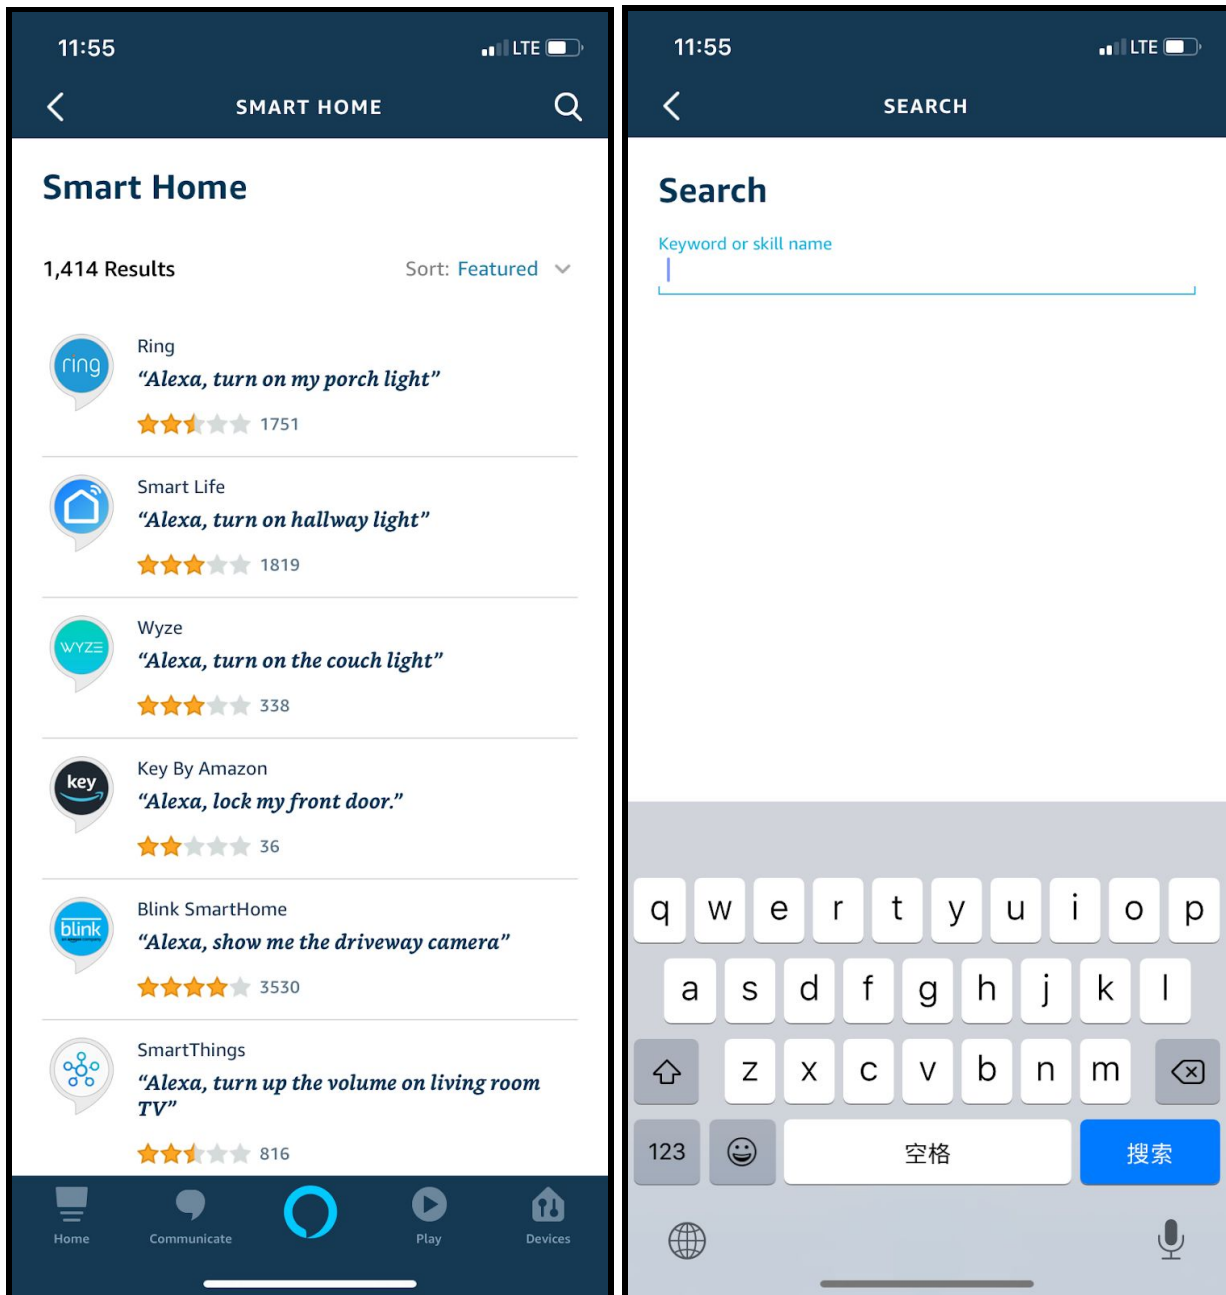 11:55
LTE
SMART HOME
Smart Home
1,414 Results
Sort: Featured
ring
Ring
“Alexa, turn on my porch light”
1751
Smart Life
“Alexa, turn on hallway light”
1819
WYZE
Wyze
“Alexa, turn on the couch light”
338
key
Key By Amazon
“Alexa, lock my front door.”
36
blink
Blink SmartHome
“Alexa, show me the driveway camera”
3530
SmartThings
“Alexa, turn up the volume on living room
TV”
816
Home
Communicate
Play
Devices
11:55
LTE
SEARCH
Search
Keyword or skill name
q w e r t y u i o p
a s d f g h j k l
z x c v b n m
123 空格 搜索